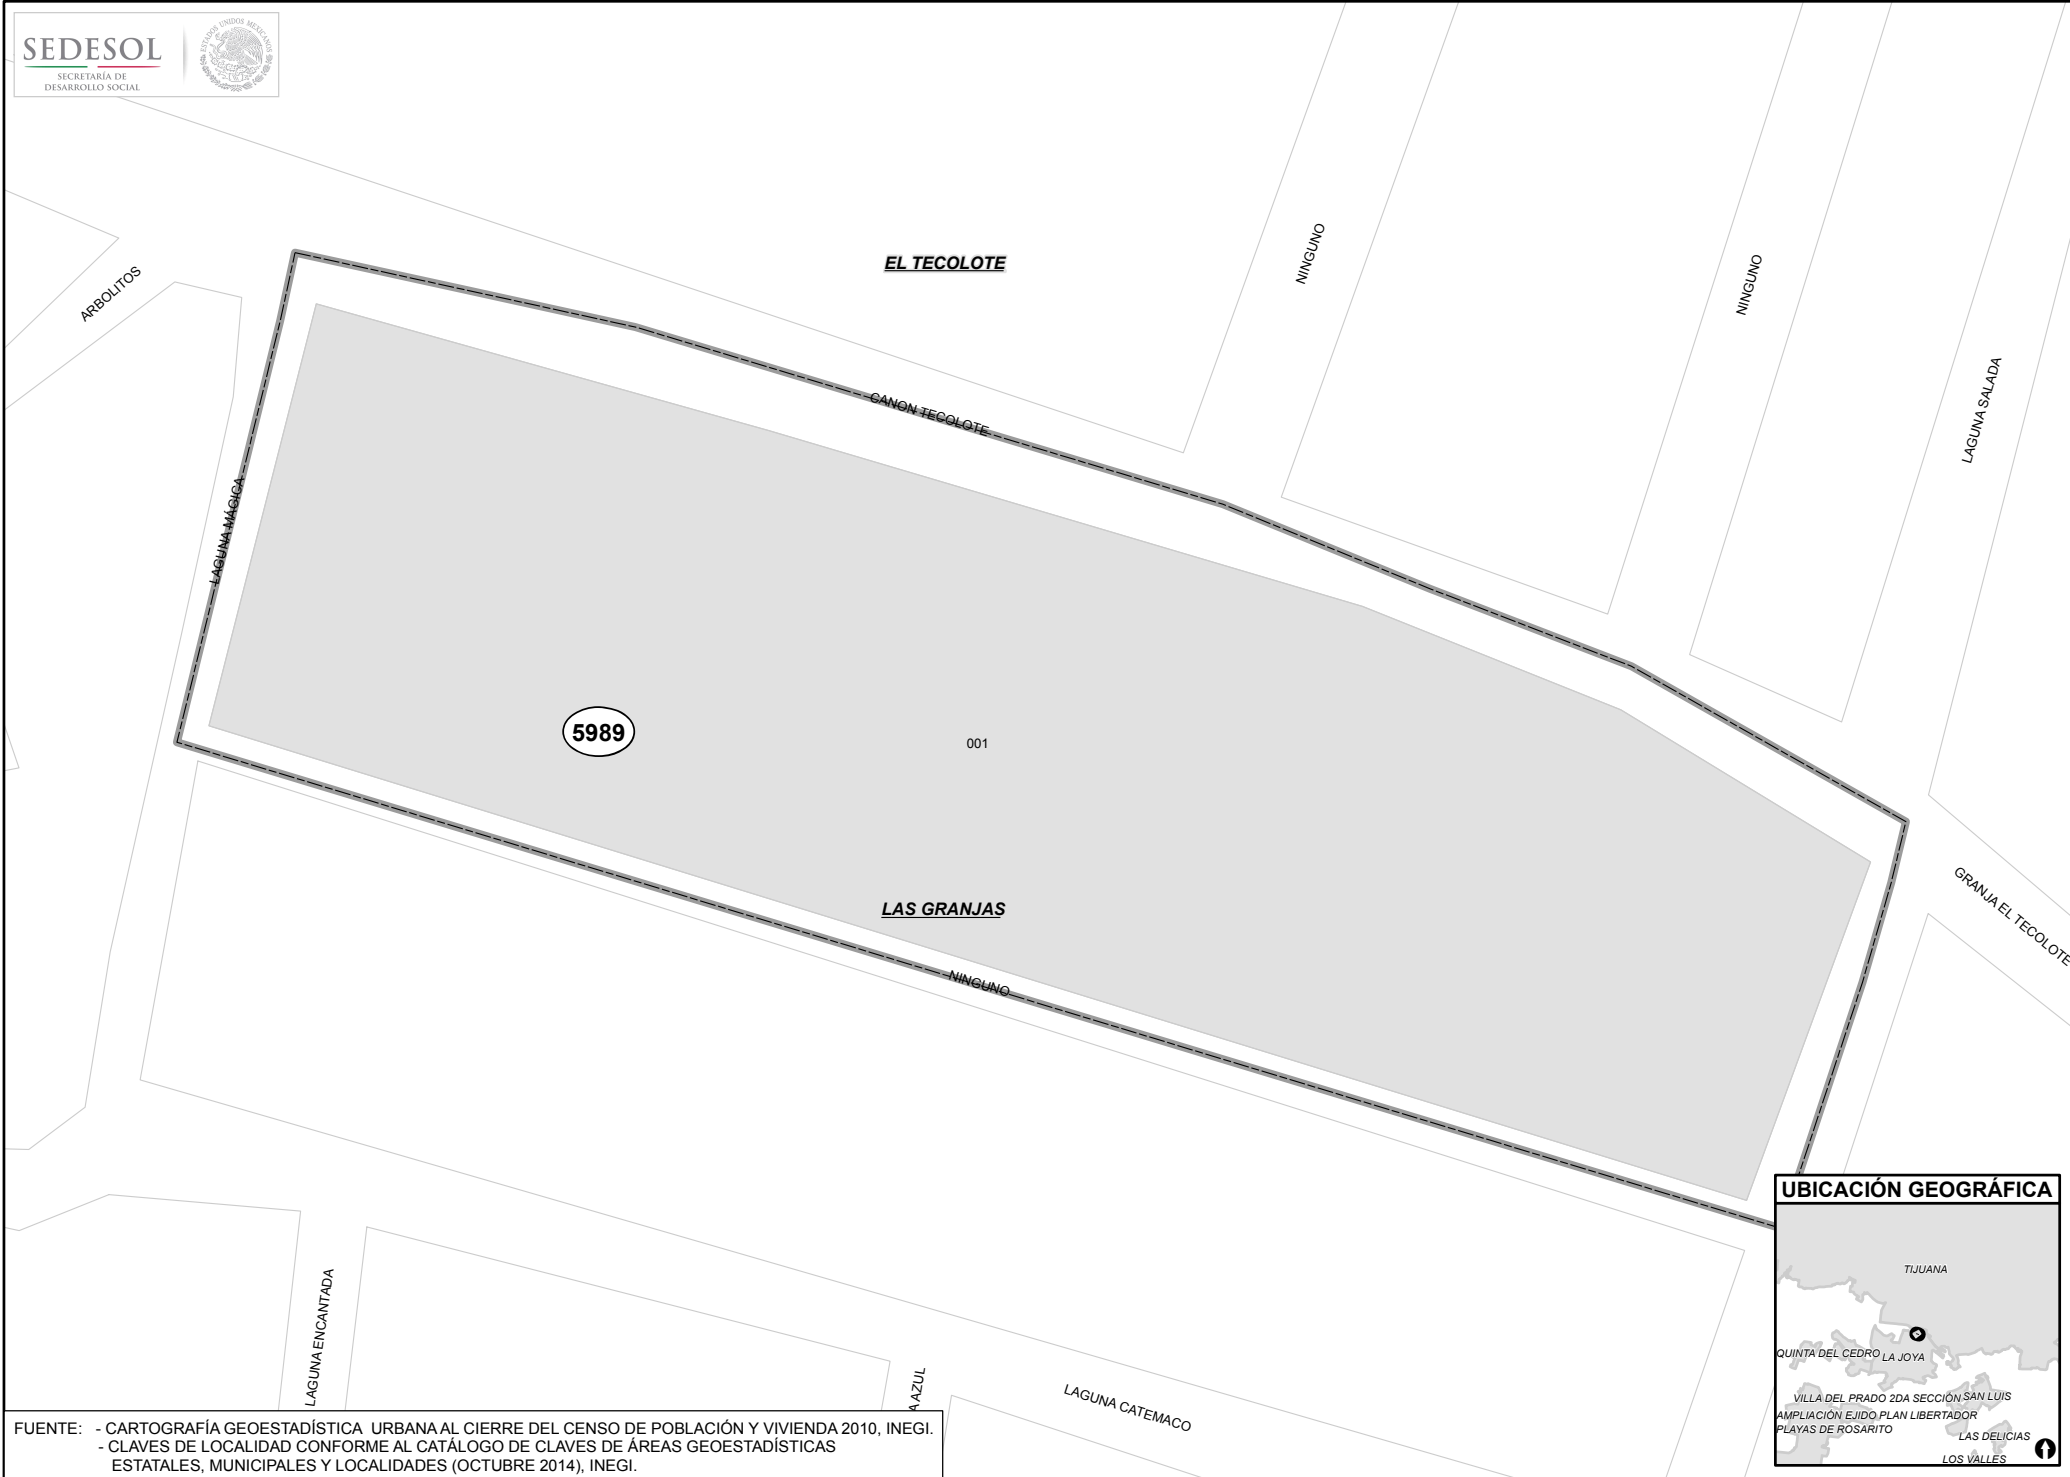 SEDESOL
SECRETARÍA DE
DESARROLLO SOCIAL
ESTADOS UNIDOS MEXICANOS
ARBOLITOS
EL TECOLOTE
NINGUNO
NINGUNO
LAGUNA SALADA
CANON TECOLOTE
LAGUNA MÁGICA
5989
001
LAS GRANJAS
GRANJA EL TECOLOTE
NINGUNO
LAGUNA ENCANTADA
A AZUL
LAGUNA CATEMACO
UBICACIÓN GEOGRÁFICA
TIJUANA
QUINTA DEL CEDRO
LA JOYA
VILLA DEL PRADO 2DA SECCIÓN
SAN LUIS
AMPLIACIÓN EJIDO PLAN LIBERTADOR
PLAYAS DE ROSARITO
LAS DELICIAS
LOS VALLES
FUENTE: - CARTOGRAFÍA GEOESTADÍSTICA URBANA AL CIERRE DEL CENSO DE POBLACIÓN Y VIVIENDA 2010, INEGI.
- CLAVES DE LOCALIDAD CONFORME AL CATÁLOGO DE CLAVES DE ÁREAS GEOESTADÍSTICAS
ESTATALES, MUNICIPALES Y LOCALIDADES (OCTUBRE 2014), INEGI.